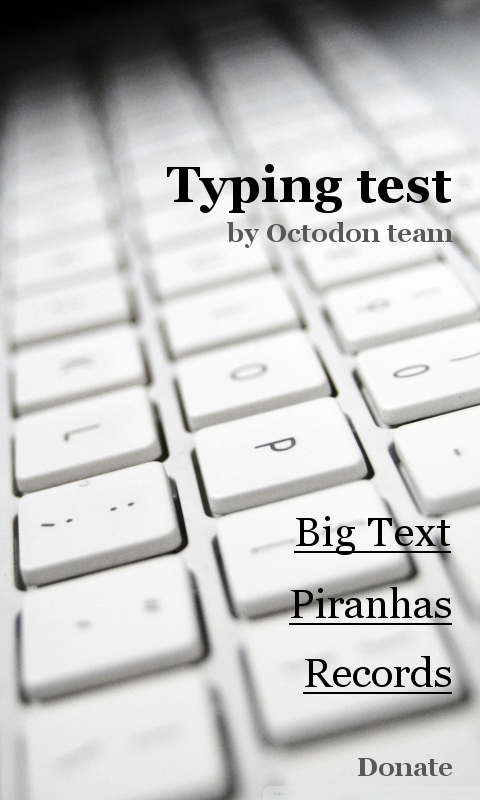 Typing test
by Octodon team
O
O
L
P
Big Text
Piranhas
Records
Donate